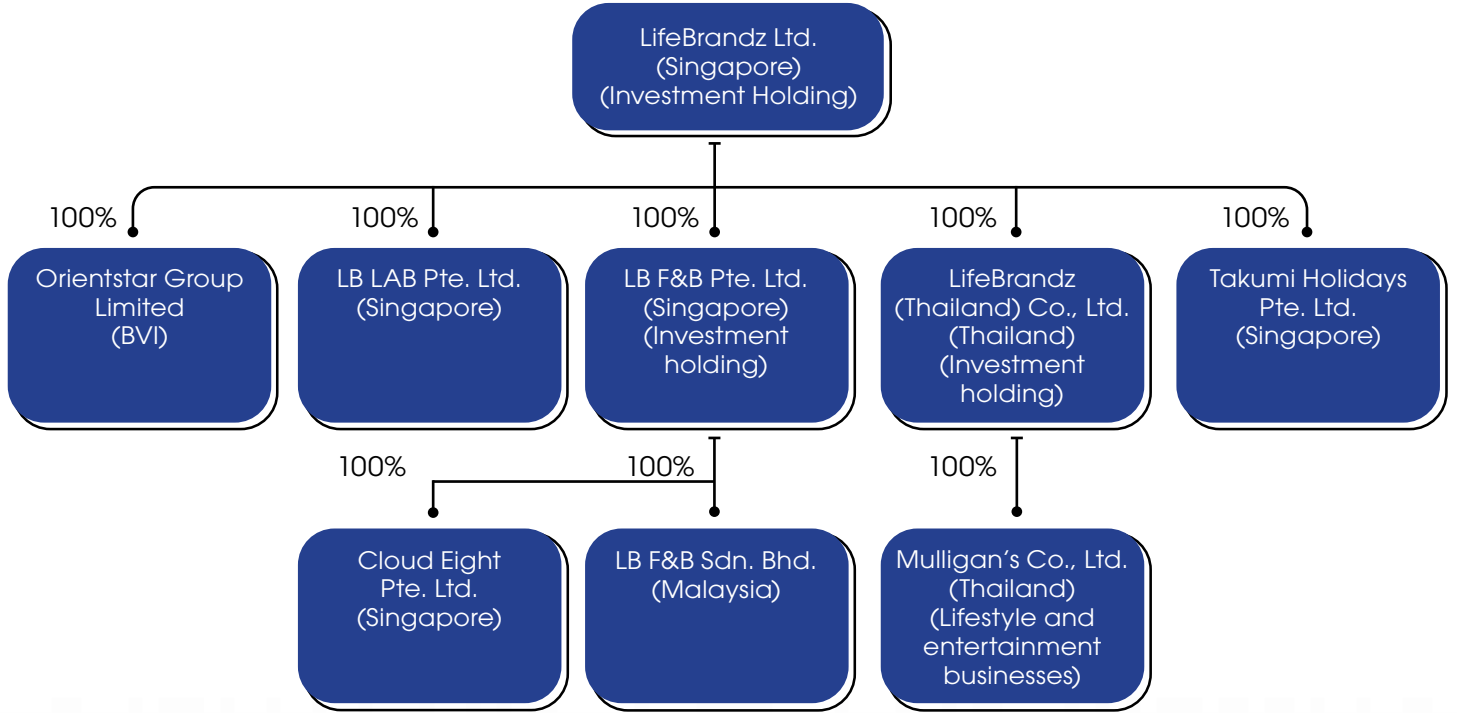 LifeBrandz Ltd.
(Singapore)
(Investment Holding)
100%
100%
100%
100%
100%
Orientstar Group
Limited
(BVI)
LB LAB Pte. Ltd.
(Singapore)
LB F&B Pte. Ltd.
(Singapore)
(Investment
holding)
LifeBrandz
(Thailand) Co., Ltd.
(Thailand)
(Investment
holding)
Takumi Holidays
Pte. Ltd.
(Singapore)
100%
100%
100%
Cloud Eight
Pte. Ltd.
(Singapore)
LB F&B Sdn. Bhd.
(Malaysia)
Mulligan’s Co., Ltd.
(Thailand)
(Lifestyle and
entertainment
businesses)